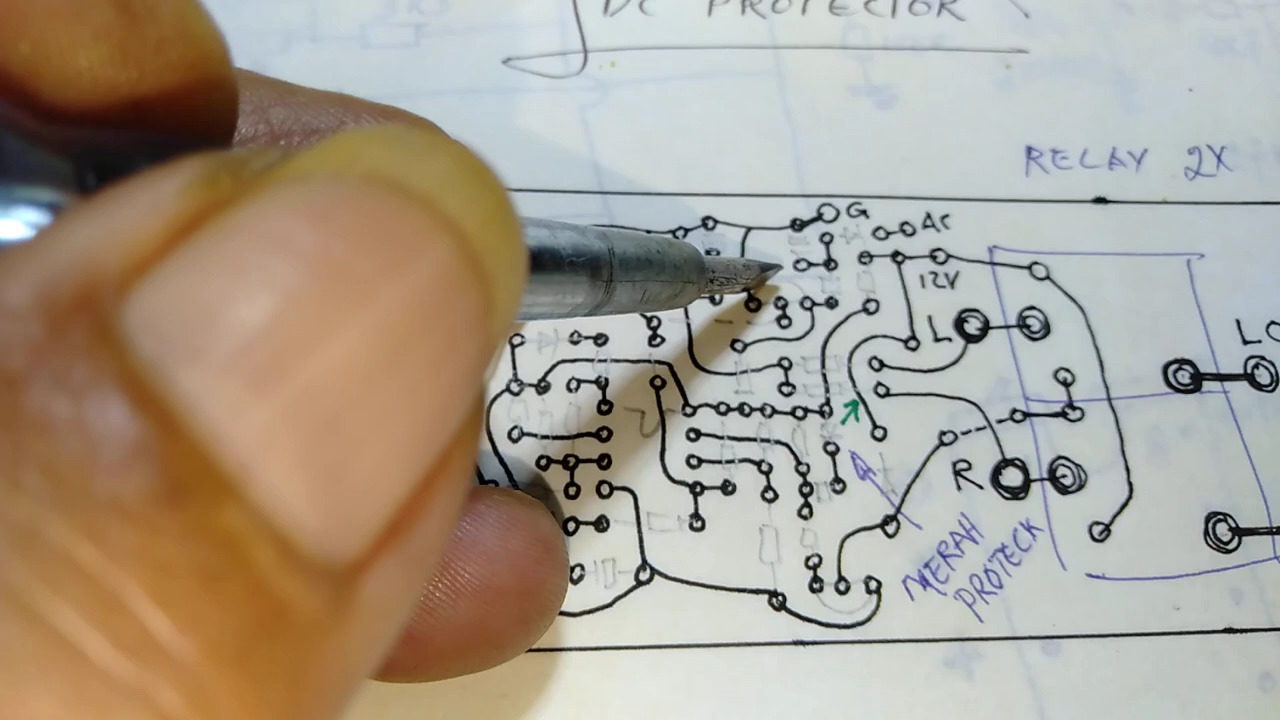 DC PROTECTOR
RELAY 2X
G
AC
12V
L
R
MERAH
PROTECK